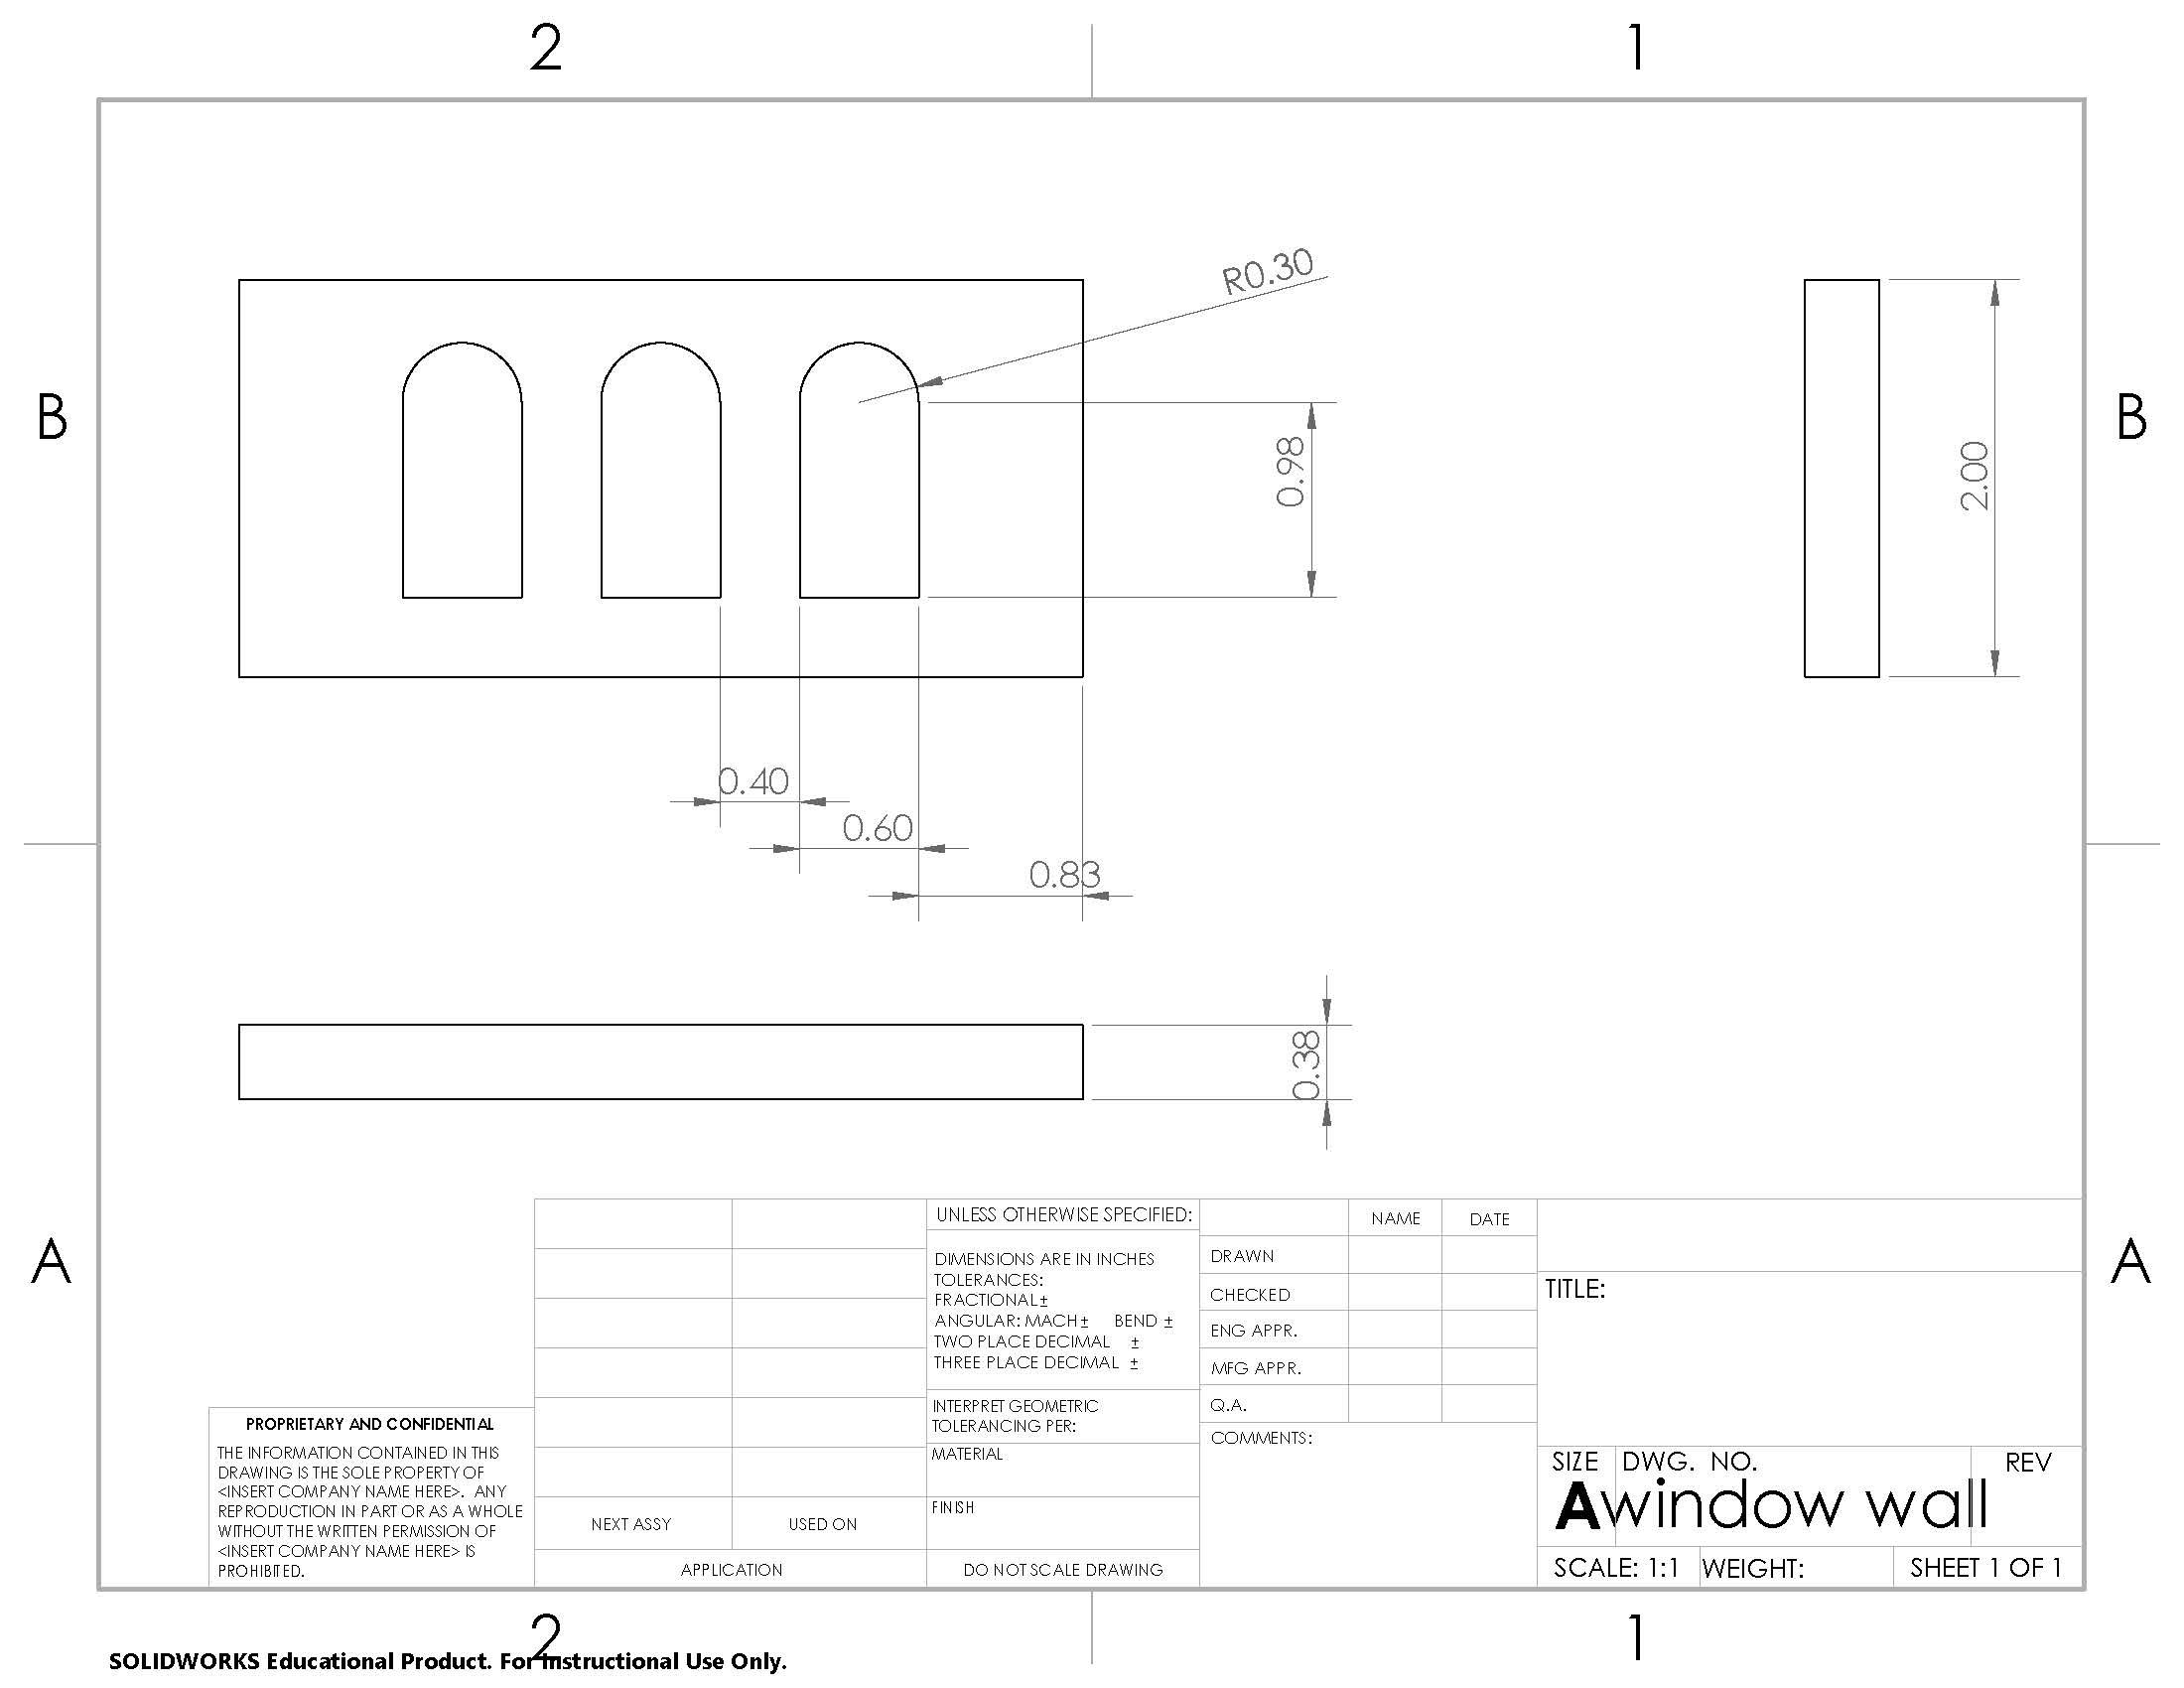 2 1
R0.30
B B
0.98
2.00
0.40
0.60
0.83
0.38
A A
UNLESS OTHERWISE SPECIFIED:
NAME DATE
DIMENSIONS ARE IN INCHES
TOLERANCES:
FRACTIONAL±
ANGULAR: MACH± BEND ±
TWO PLACE DECIMAL ±
THREE PLACE DECIMAL ±
INTERPRET GEOMETRIC
TOLERANCING PER:
MATERIAL
FINISH
DRAWN
CHECKED
ENG APPR.
MFG APPR.
Q.A.
COMMENTS:
TITLE:
PROPRIETARY AND CONFIDENTIAL
THE INFORMATION CONTAINED IN THIS
DRAWING IS THE SOLE PROPERTY OF
<INSERT COMPANY NAME HERE>. ANY
REPRODUCTION IN PART OR AS A WHOLE
WITHOUT THE WRITTEN PERMISSION OF
<INSERT COMPANY NAME HERE> IS
PROHIBITED.
NEXT ASSY USED ON
APPLICATION
DO NOT SCALE DRAWING
SIZE DWG. NO. REV
A window wall
SCALE: 1:1 WEIGHT: SHEET 1 OF 1
2 1
SOLIDWORKS Educational Product. For Instructional Use Only.